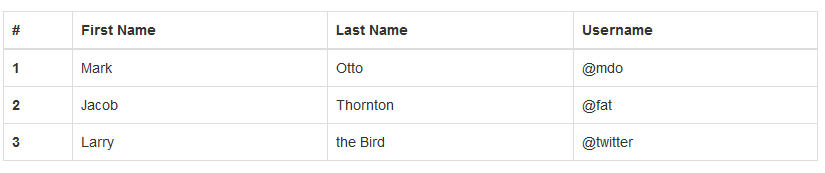 # First Name Last Name Username
1 Mark Otto @mdo
2 Jacob Thornton @fat
3 Larry the Bird @twitter